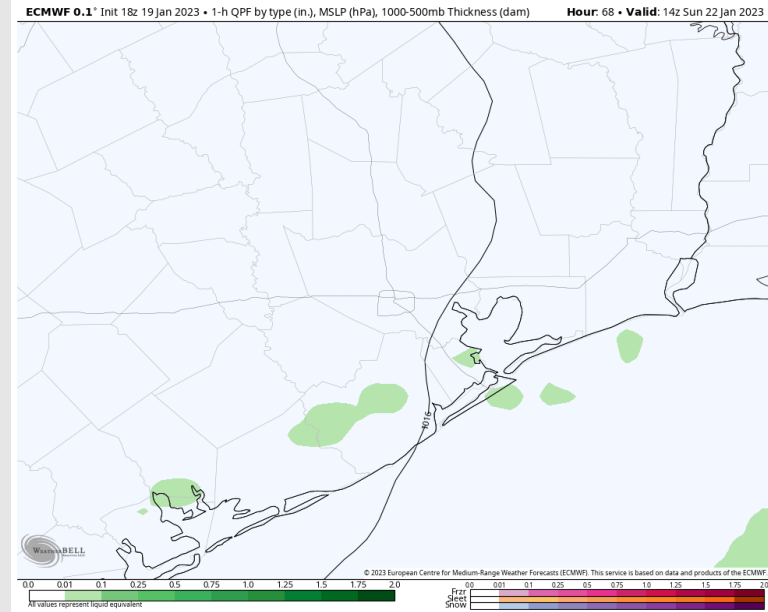 ECMWF 0.1° Init 18z 19 Jan 2023 • 1-h QPF by type (in.), MSLP (hPa), 1000-500mb Thickness (dam) Hour: 68 • Valid: 14z Sun 22 Jan 2023
1016
WEATHERBELL
© 2023 European Centre for Medium-Range Weather Forecasts (ECMWF). This service is based on data and products of the ECMWF.
0.0 0.01 0.1 0.25 0.5 0.75 1.0 1.25 1.5 1.75 2.0
All values represent liquid equivalent
0.0 0.01 0.1 0.25 0.5 0.75 1.0 1.25 1.5 1.75 2.0
Frzr
Sleet
Snow